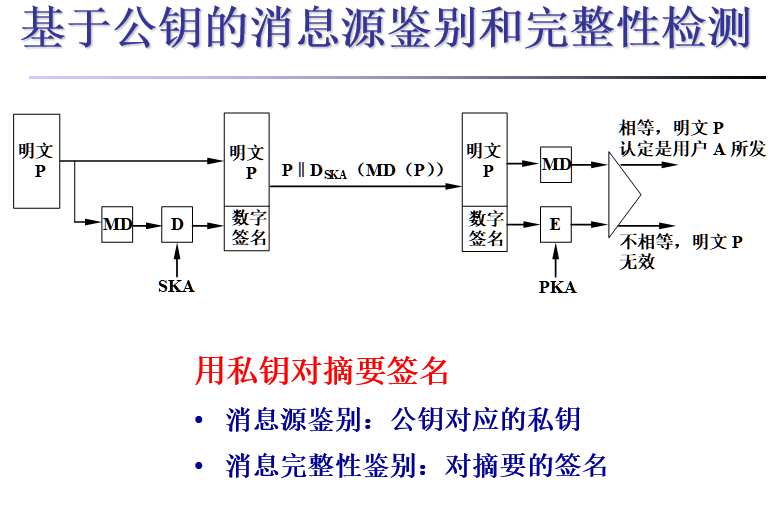 基于公钥的消息源鉴别和完整性检测
明文
P
MD
D
SKA
明文
P
数字
签名
P‖DSKA（MD（P））
明文
P
数字
签名
MD
E
PKA
相等，明文 P
认定是用户 A 所发
不相等，明文 P
无效
用私钥对摘要签名
• 消息源鉴别：公钥对应的私钥
• 消息完整性鉴别：对摘要的签名